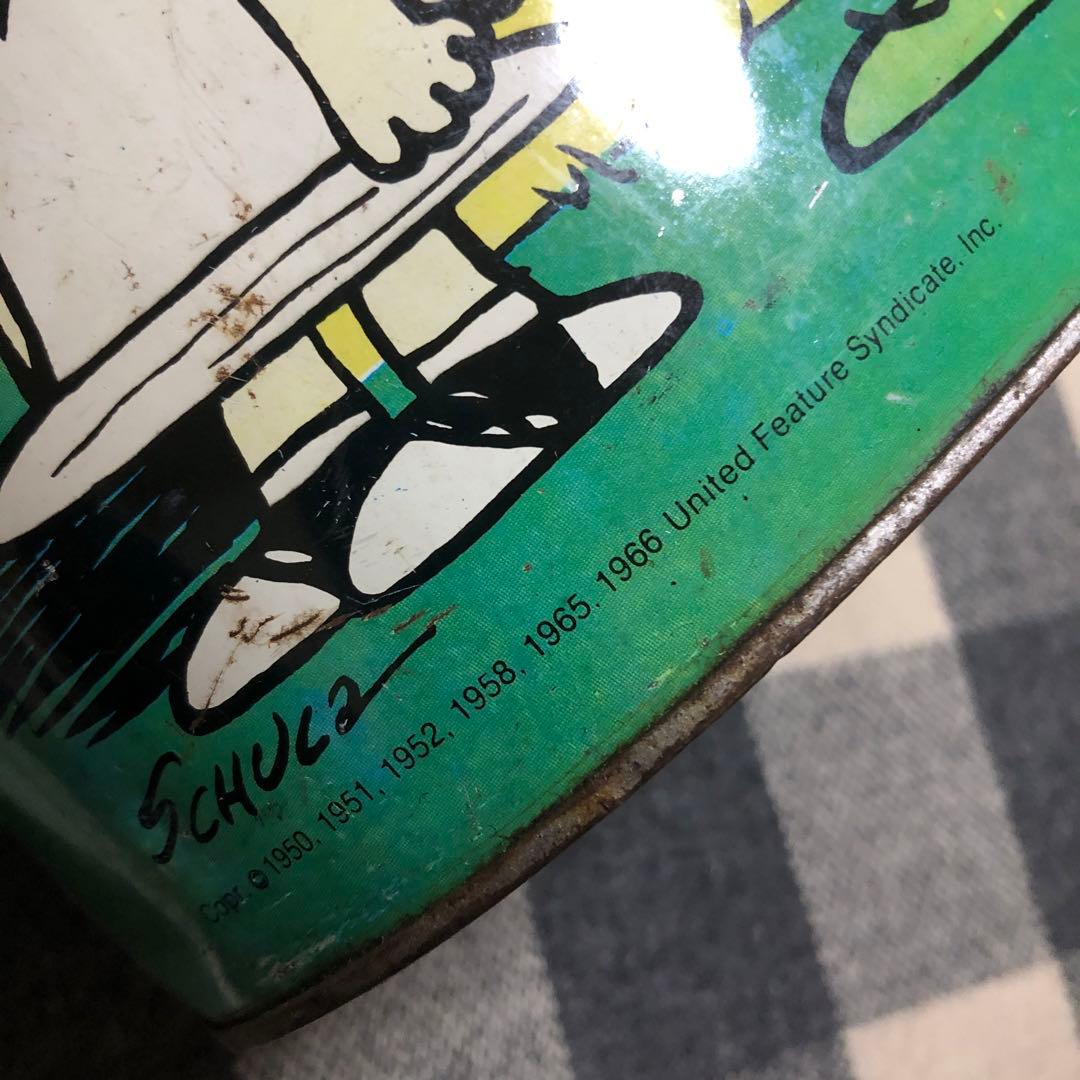 SCHULZ
Copr. © 1950, 1951, 1952, 1958, 1965, 1966 United Feature Syndicate, Inc.